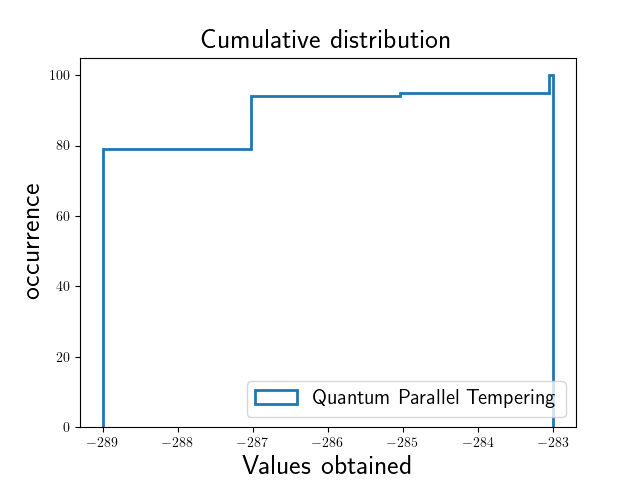 Cumulative distribution
100
80
60
40
20
0
occurrence
Quantum Parallel Tempering
−289 −288 −287 −286 −285 −284 −283
Values obtained